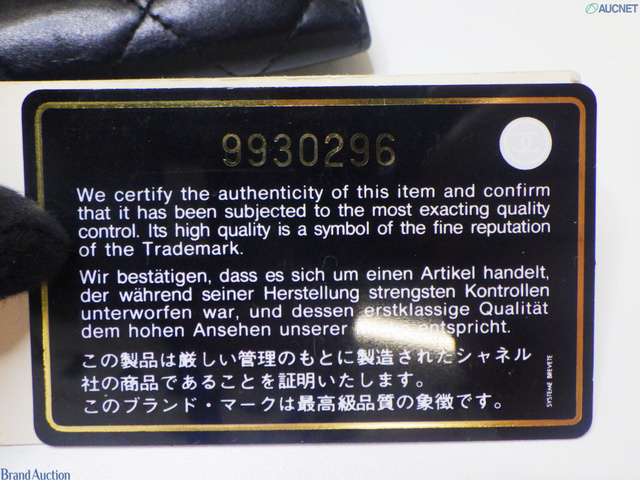 AUCNET
9930296
We certify the authenticity of this item and confirm
that it has been subjected to the most exacting quality
control. Its high quality is a symbol of the fine reputation
of the Trademark.
Wir bestätigen, dass es sich um einen Artikel handelt,
der während seiner Herstellung strengsten Kontrollen
unterworfen war, und dessen erstklassige Qualität
dem hohen Ansehen unserer entspricht.
この製品は厳しい管理のもとに製造されたシャネル
社の商品であることを証明いたします。
このブランド・マークは最高級品質の象徴です。
SYSTEME BREVETE
Brand Auction